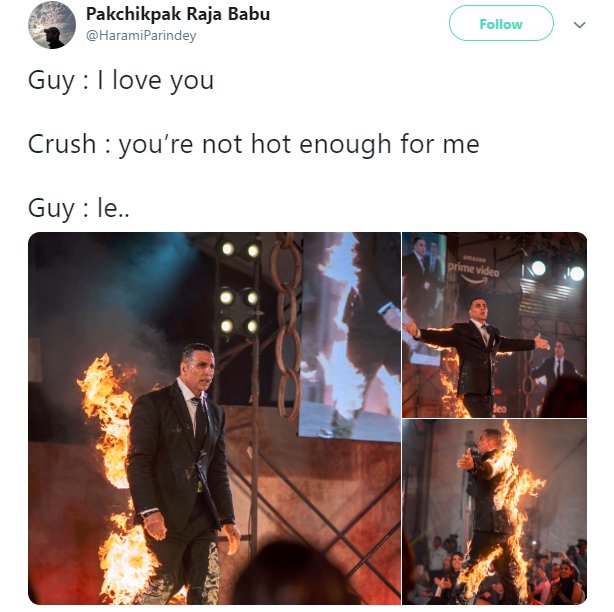 Pakchikpak Raja Babu
@HaramiParindey
Follow
Guy : I love you
Crush : you’re not hot enough for me
Guy : le..
amazon
prime video
deo